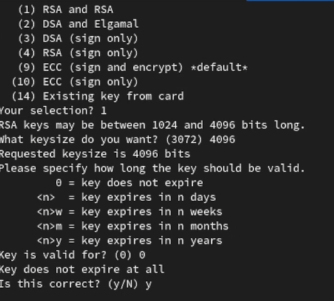 (1) RSA and RSA
(2) DSA and Elgamal
(3) DSA (sign only)
(4) RSA (sign only)
(9) ECC (sign and encrypt) *default*
(10) ECC (sign only)
(14) Existing key from card
Your selection? 1
RSA keys may be between 1024 and 4096 bits long.
What keysize do you want? (3072) 4096
Requested keysize is 4096 bits
Please specify how long the key should be valid.
0 = key does not expire
<n> = key expires in n days
<n>w = key expires in n weeks
<n>m = key expires in n months
<n>y = key expires in n years
Key is valid for? (0) 0
Key does not expire at all
Is this correct? (y/N) y